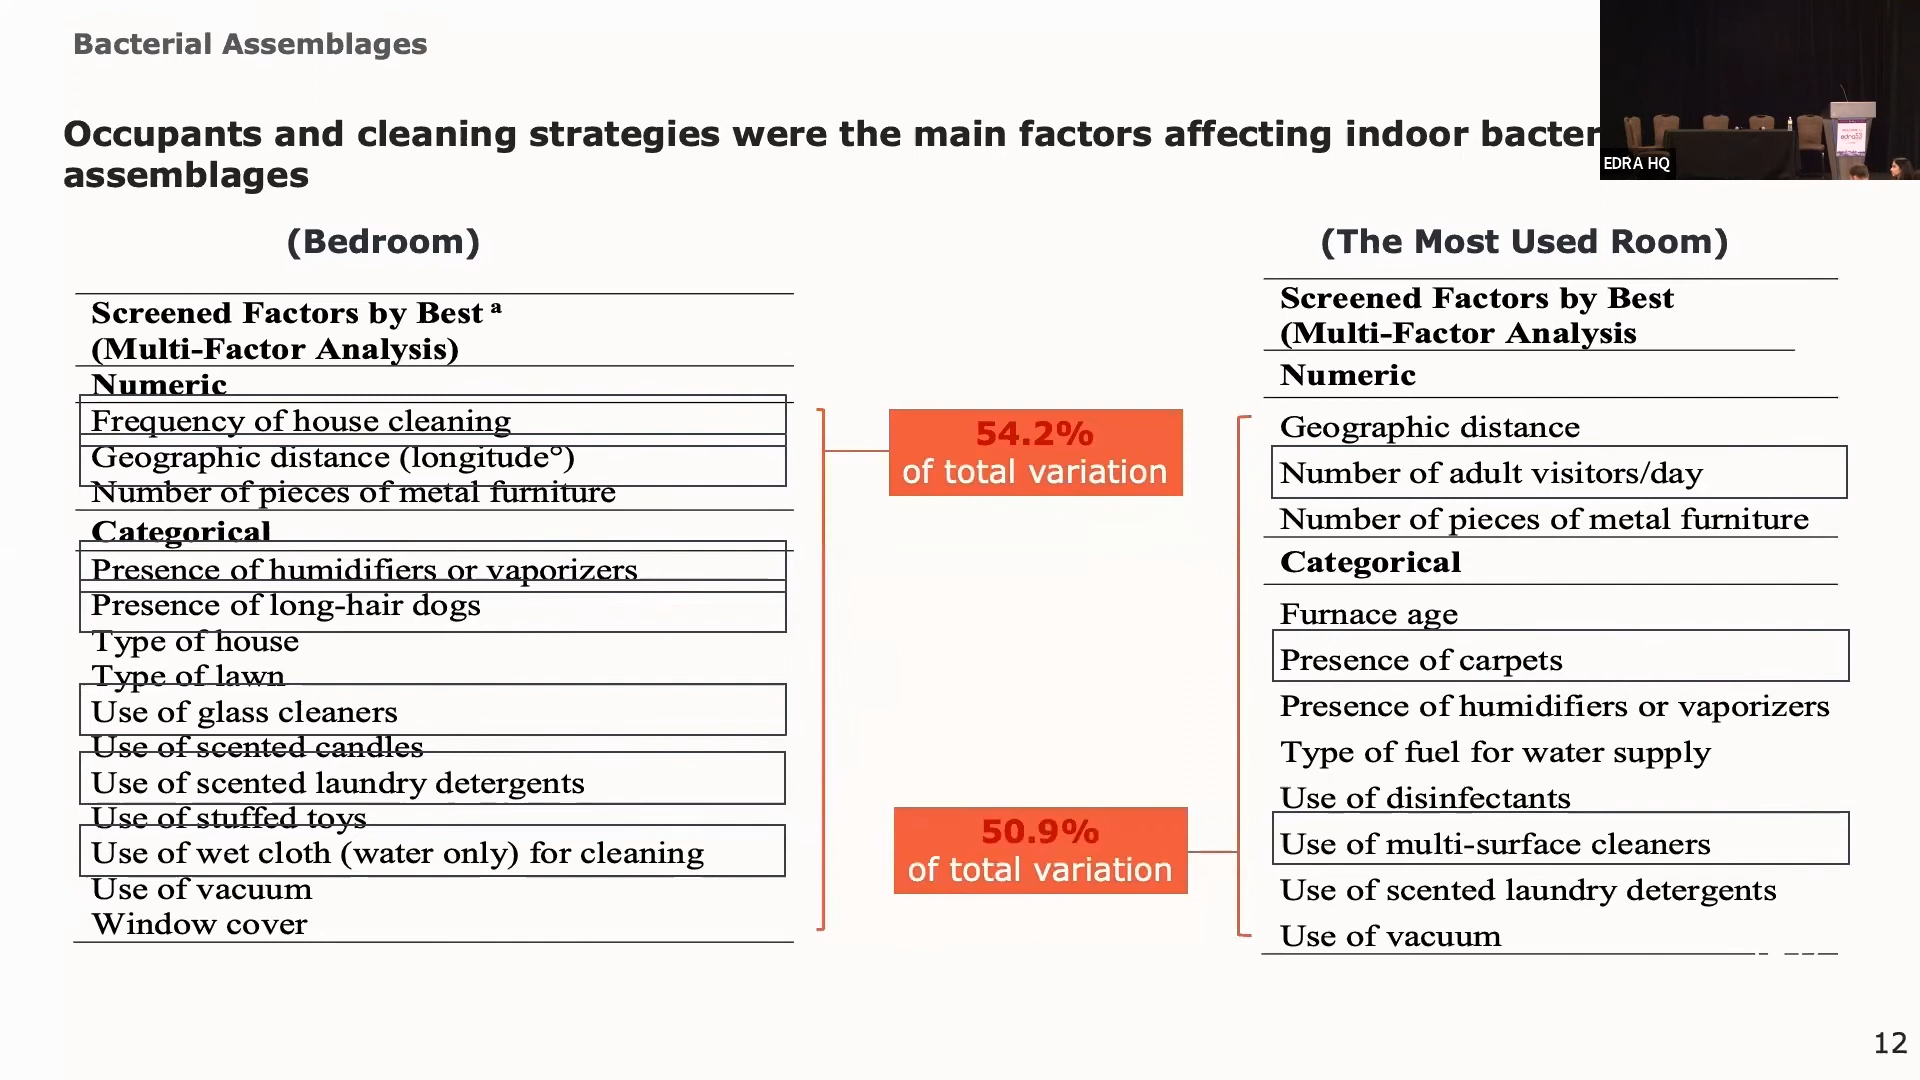 Bacterial Assemblages
Occupants and cleaning strategies were the main factors affecting indoor bacter
assemblages
EDRA HQ
(Bedroom)
Screened Factors by Best ᵃ
(Multi-Factor Analysis)
Numeric
Frequency of house cleaning
Geographic distance (longitude°)
Number of pieces of metal furniture
Categorical
Presence of humidifiers or vaporizers
Presence of long-hair dogs
Type of house
Type of lawn
Use of glass cleaners
Use of scented candles
Use of scented laundry detergents
Use of stuffed toys
Use of wet cloth (water only) for cleaning
Use of vacuum
Window cover
54.2%
of total variation
50.9%
of total variation
(The Most Used Room)
Screened Factors by Best
(Multi-Factor Analysis
Numeric
Geographic distance
Number of adult visitors/day
Number of pieces of metal furniture
Categorical
Furnace age
Presence of carpets
Presence of humidifiers or vaporizers
Type of fuel for water supply
Use of disinfectants
Use of multi-surface cleaners
Use of scented laundry detergents
Use of vacuum
12